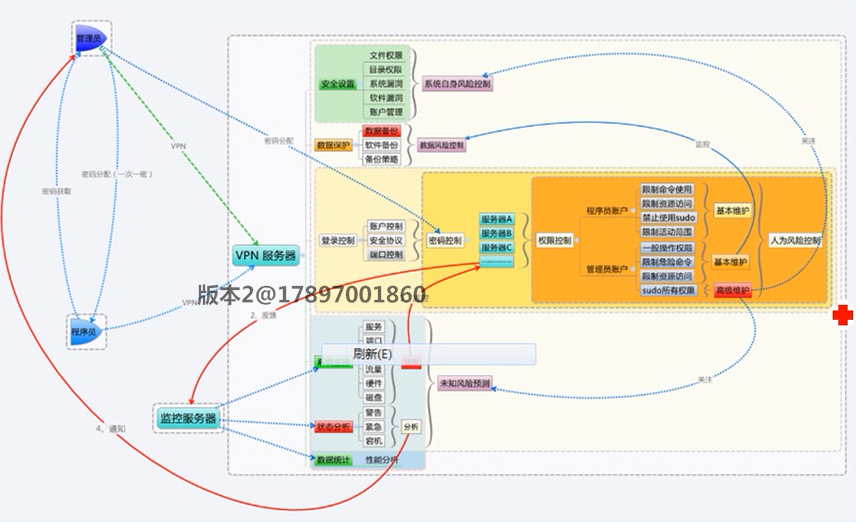 管理员
文件权限
目录权限
安全设置
系统漏洞
系统自身风险控制
软件漏洞
账户管理
数据备份
密码分配
关注
VPN
数据保护
软件备份
数据风险控制
监控
备份策略
密码分配（一次一密）
密码获取
限制命令使用
程序员账户
限制资源访问
基本维护
服务器A
禁止使用sudo
账户控制
服务器B
限制活动范围
登录控制
安全协议
密码控制
权限控制
人为风险控制
服务器C
一般操作权限
端口控制
VPN 服务器
限制危险命令
基本维护
管理员账户
限制资源访问
sudo所有权限
高级维护
版本2@17897001860
VPN
2、反馈
程序员
服务
端口
刷新(E)
流量
关注
硬件
未知风险预测
磁盘
监控服务器
警告
4、通知
状态分析
紧急
分析
宕机
数据统计
性能分析